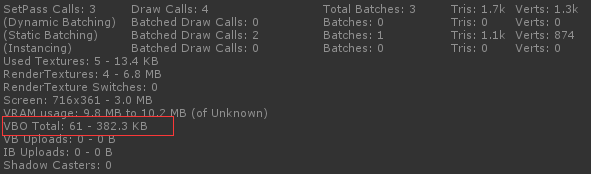 SetPass Calls: 3 Draw Calls: 4 Total Batches: 3 Tris: 1.7k Verts: 1.3k
(Dynamic Batching) Batched Draw Calls: 0 Batches: 0 Tris: 0 Verts: 0
(Static Batching) Batched Draw Calls: 2 Batches: 1 Tris: 1.1k Verts: 874
(Instancing) Batched Draw Calls: 0 Batches: 0 Tris: 0 Verts: 0
Used Textures: 5 - 13.4 KB
RenderTextures: 4 - 6.8 MB
RenderTexture Switches: 0
Screen: 716x361 - 3.0 MB
VRAM usage: 9.8 MB to 10.2 MB (of Unknown)
VBO Total: 61 - 382.3 KB
VB Uploads: 0 - 0 B
IB Uploads: 0 - 0 B
Shadow Casters: 0